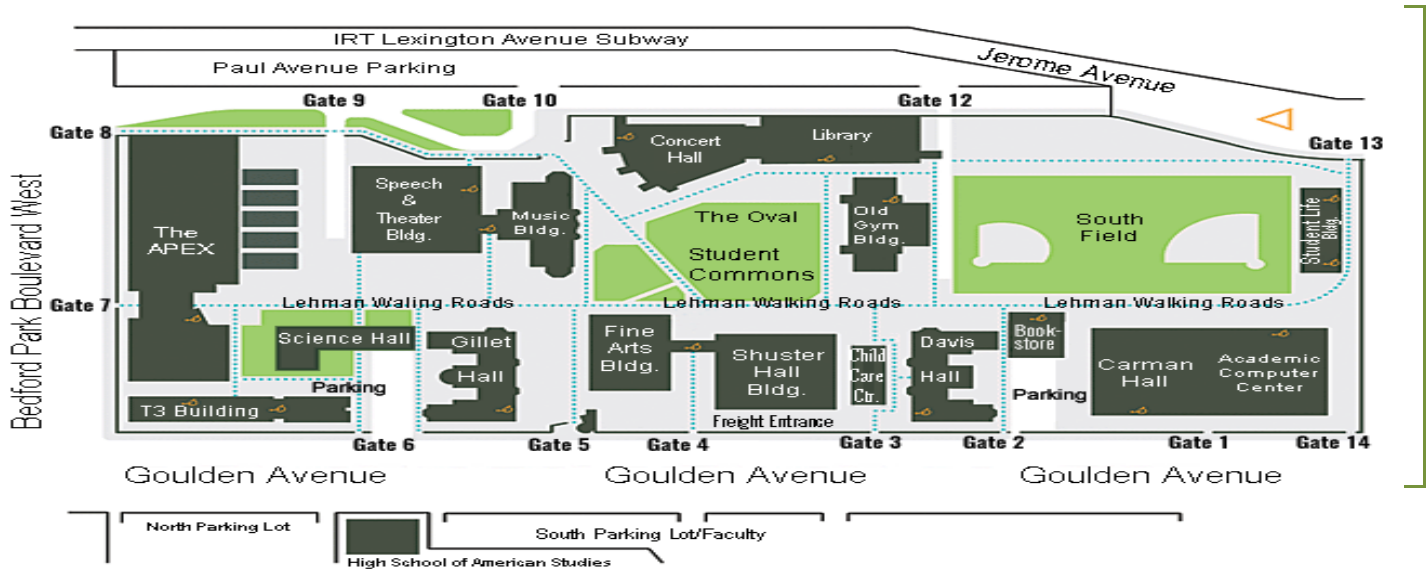 IRT Lexington Avenue Subway
Paul Avenue Parking
Jerome Avenue
Gate 9
Gate 10
Gate 12
Gate 8
Gate 13
Concert
Hall
Library
Speech
&
Theater
Bldg.
Music
Bldg.
The Oval
Student
Commons
Old
Gym
Bldg.
South
Field
Student Life
Bldg.
The
APEX
Bedford Park Boulevard West
Gate 7
Lehman Waling Roads
Lehman Walking Roads
Lehman Walking Roads
Science Hall
Gillet
Hall
Fine
Arts
Bldg.
Shuster
Hall
Bldg.
Child
Care
Ctr.
Davis
Hall
Book-
store
Carman
Hall
Academic
Computer
Center
Parking
Parking
T3 Building
Freight Entrance
Gate 6
Gate 5
Gate 4
Gate 3
Gate 2
Gate 1
Gate 14
Goulden Avenue
Goulden Avenue
Goulden Avenue
North Parking Lot
South Parking Lot/Faculty
High School of American Studies